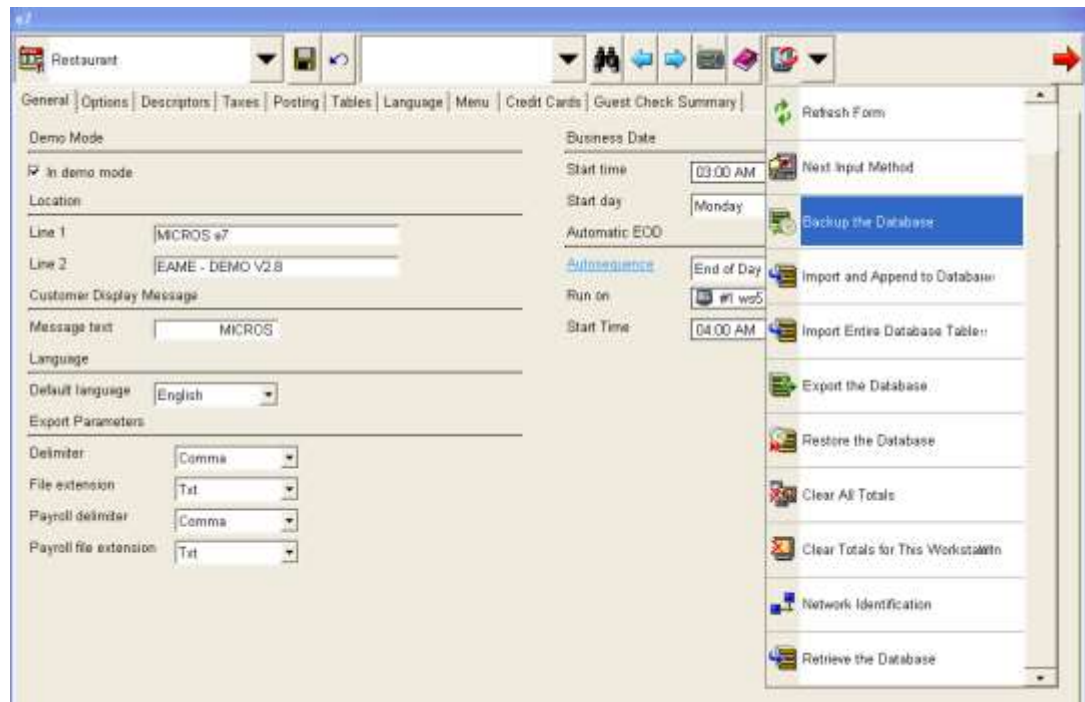 e7
Restaurant
General Options Descriptors Taxes Posting Tables Language Menu Credit Cards Guest Check Summary
Demo Mode
In demo mode
Location
Line 1 MICROS e7
Line 2 EAME - DEMO V2.8
Customer Display Message
Message text MICROS
Language
Default language English
Export Parameters
Delimiter Comma
File extension Txt
Payroll delimiter Comma
Payroll file extension Txt
Business Date
Start time 03:00 AM
Start day Monday
Automatic EOD
Autosequence End of Day
Run on #1 ws5
Start Time 04:00 AM
Refresh Form
Next Input Method
Backup the Database
Import and Append to Database
Import Entire Database Table
Export the Database
Restore the Database
Clear All Totals
Clear Totals for This Workstation
Network Identification
Retrieve the Database